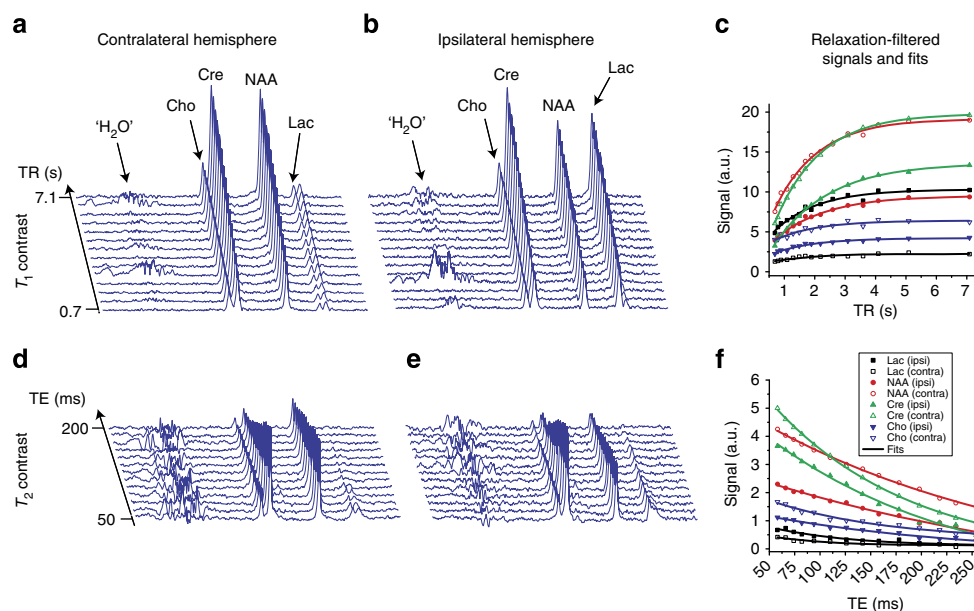 a
Contralateral hemisphere
Cre
NAA
Cho
Lac
'H2O'
TR (s)
7.1
T1 contrast
0.7
b
Ipsilateral hemisphere
Lac
Cre
NAA
Cho
'H2O'
c
Relaxation-filtered
signals and fits
Signal (a.u.)
20
15
10
5
0
1 2 3 4 5 6 7
TR (s)
d
TE (ms)
200
T2 contrast
50
e
f
Lac (ipsi)
Lac (contra)
NAA (ipsi)
NAA (contra)
Cre (ipsi)
Cre (contra)
Cho (ipsi)
Cho (contra)
Fits
Signal (a.u.)
6
5
4
3
2
1
0
50 75 100 125 150 175 200 225 250
TE (ms)